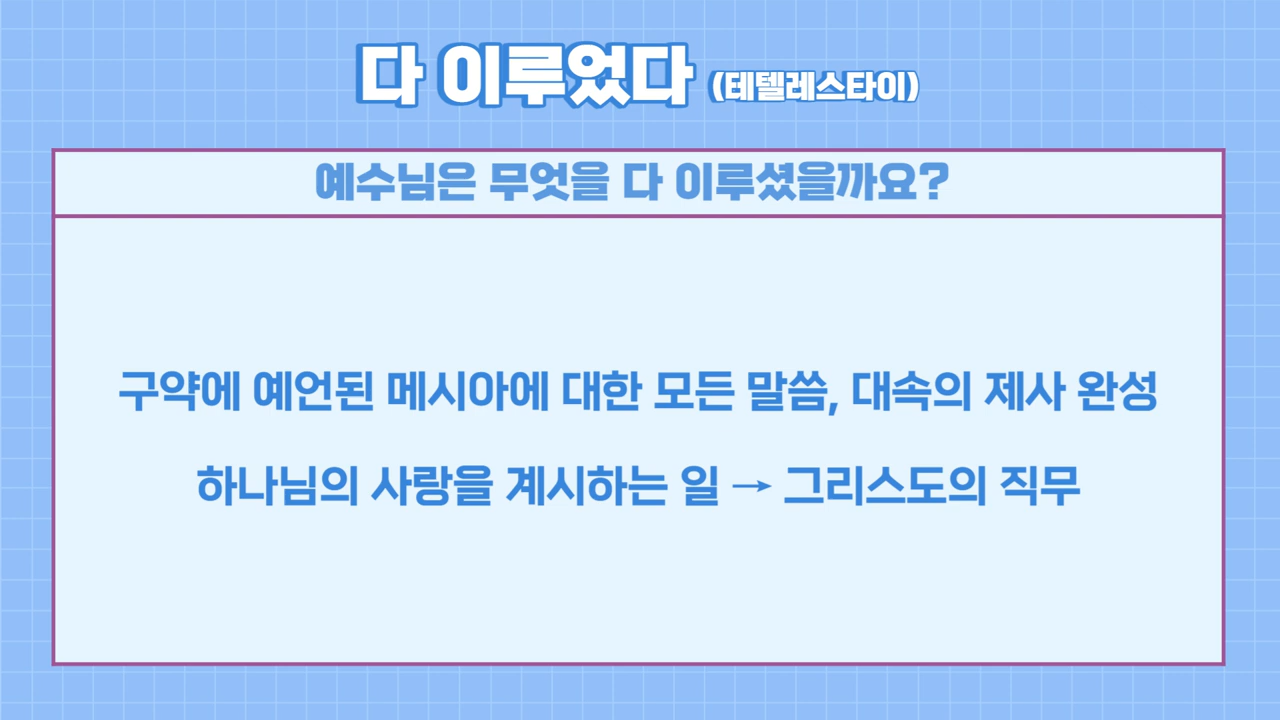 다 이루었다 (테텔레스타이)
예수님은 무엇을 다 이루셨을까요?
구약에 예언된 메시아에 대한 모든 말씀, 대속의 제사 완성
하나님의 사랑을 계시하는 일 → 그리스도의 직무